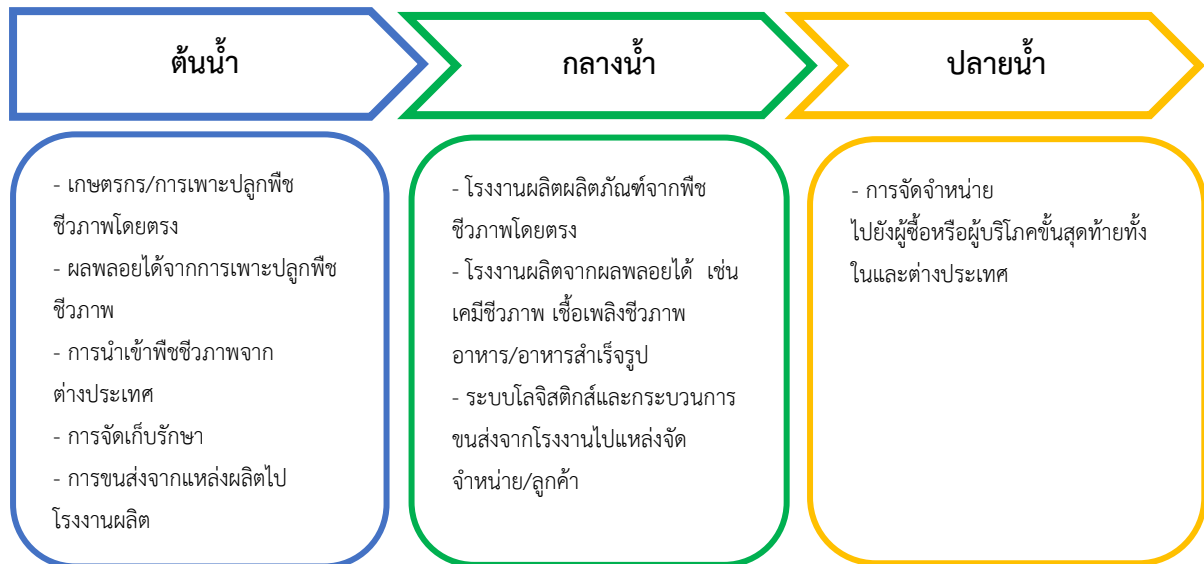 ต้นน้ำ
กลางน้ำ
ปลายน้ำ
- เกษตรกร/การเพาะปลูกพืช
ชีวภาพโดยตรง
- ผลพลอยได้จากการเพาะปลูกพืช
ชีวภาพ
- การนำเข้าพืชชีวภาพจาก
ต่างประเทศ
- การจัดเก็บรักษา
- การขนส่งจากแหล่งผลิตไป
โรงงานผลิต
- โรงงานผลิตผลิตภัณฑ์จากพืช
ชีวภาพโดยตรง
- โรงงานผลิตจากผลพลอยได้ เช่น
เคมีชีวภาพ เชื้อเพลิงชีวภาพ
อาหาร/อาหารสำเร็จรูป
- ระบบโลจิสติกส์และกระบวนการ
ขนส่งจากโรงงานไปแหล่งจัด
จำหน่าย/ลูกค้า
- การจัดจำหน่าย
ไปยังผู้ซื้อหรือผู้บริโภคขั้นสุดท้ายทั้ง
ในและต่างประเทศ